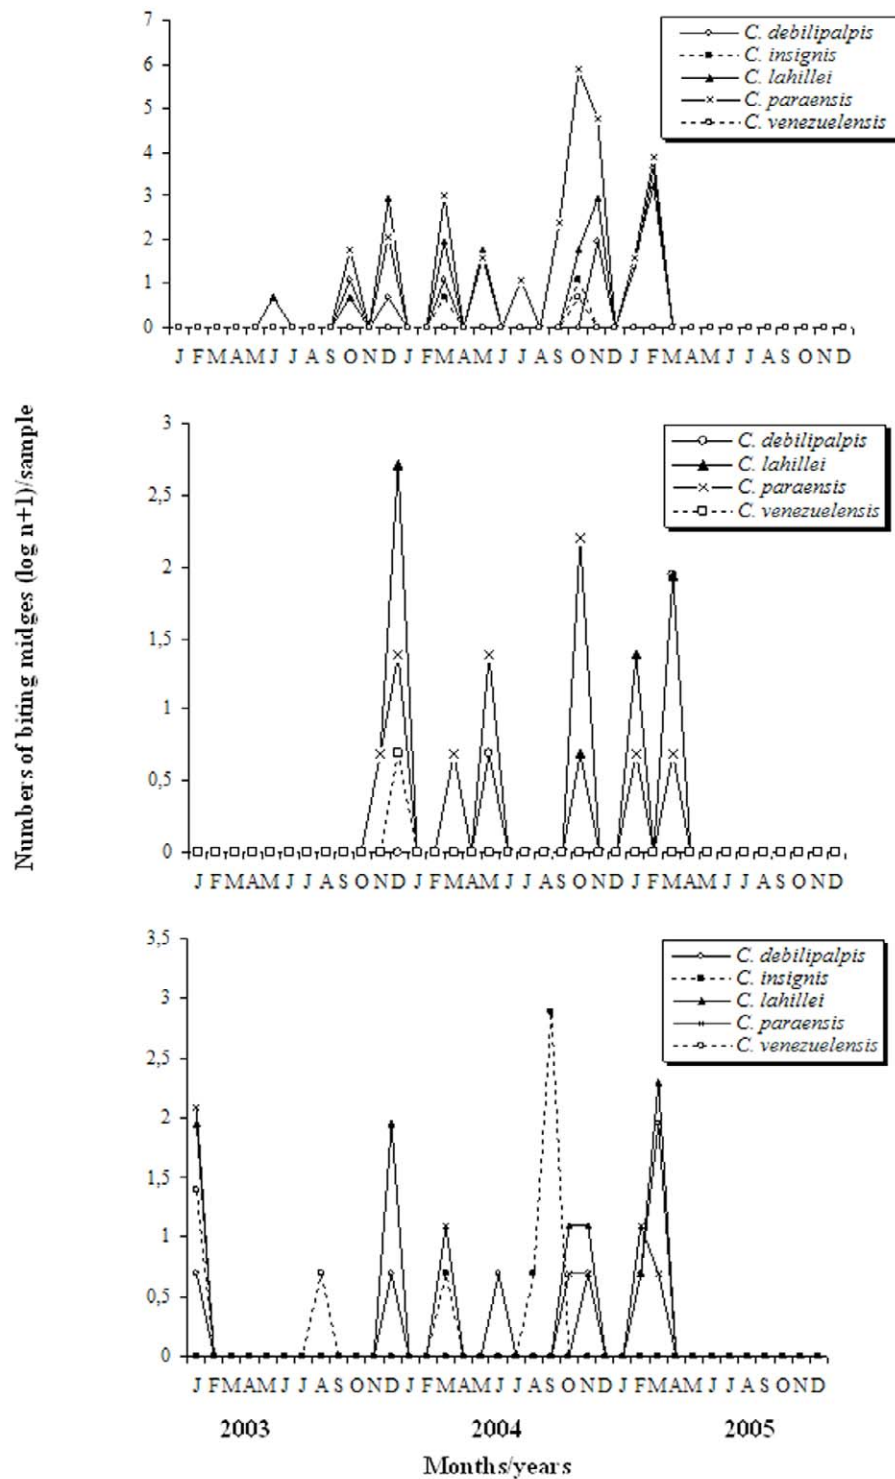 7
6
5
4
3
2
1
0
C. debilipalpis
C. insignis
C. lahillei
C. paraensis
C. venezuelensis
J F M A M J J A S O N D J F M A M J J A S O N D J F M A M J J A S O N D
Numbers of biting midges (log n+1)/sample
3
2,5
2
1,5
1
0,5
0
C. debilipalpis
C. lahillei
C. paraensis
C. venezuelensis
J F M A M J J A S O N D J F M A M J J A S O N D J F M A M J J A S O N D
3,5
3
2,5
2
1,5
1
0,5
0
C. debilipalpis
C. insignis
C. lahillei
C. paraensis
C. venezuelensis
J F M A M J J A S O N D J F M A M J J A S O N D J F M A M J J A S O N D
2003 2004 2005
Months/years